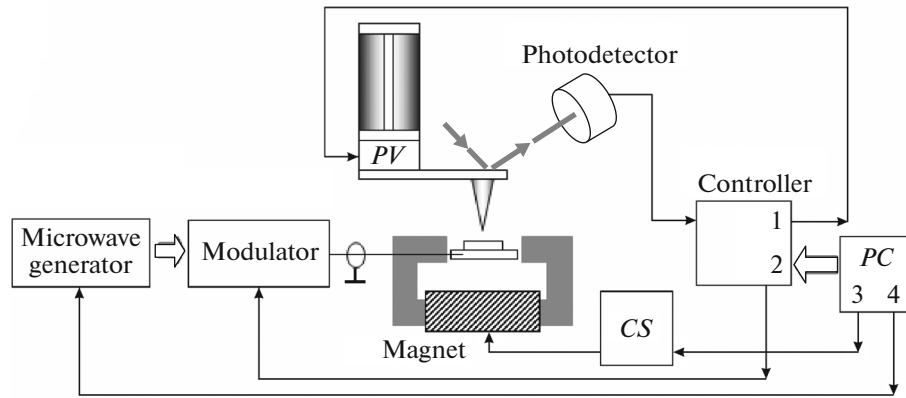 Photodetector
PV
Controller
1
2
Microwave
generator
Modulator
PC
3 4
CS
Magnet